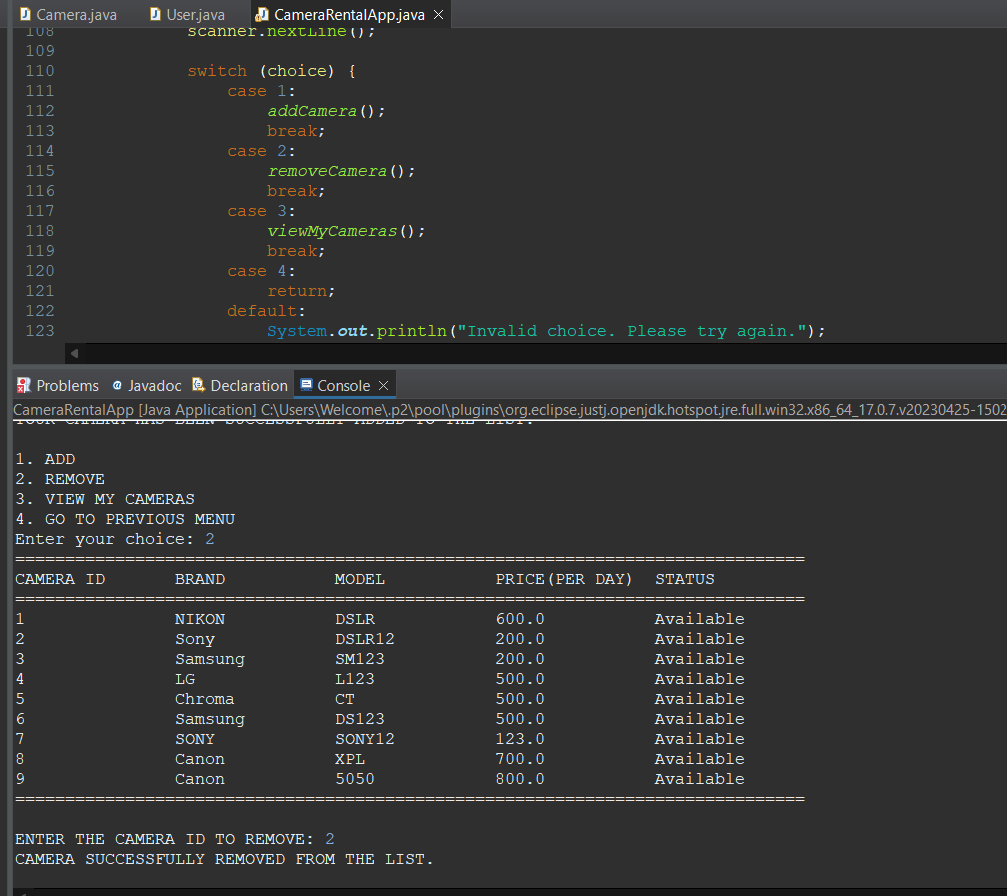 Camera.java User.java CameraRentalApp.java
108 scanner.nextLine();
109
110 switch (choice) {
111 case 1:
112 addCamera();
113 break;
114 case 2:
115 removeCamera();
116 break;
117 case 3:
118 viewMyCameras();
119 break;
120 case 4:
121 return;
122 default:
123 System.out.println("Invalid choice. Please try again.");
Problems Javadoc Declaration Console
CameraRentalApp [Java Application] C:\Users\Welcome\.p2\pool\plugins\org.eclipse.justj.openjdk.hotspot.jre.full.win32.x86_64_17.0.7.v20230425-1502
YOUR CAMERA HAS BEEN SUCCESSFULLY ADDED TO THE LIST.
1. ADD
2. REMOVE
3. VIEW MY CAMERAS
4. GO TO PREVIOUS MENU
Enter your choice: 2
===============================================================================
CAMERA ID BRAND MODEL PRICE(PER DAY) STATUS
===============================================================================
1 NIKON DSLR 600.0 Available
2 Sony DSLR12 200.0 Available
3 Samsung SM123 200.0 Available
4 LG L123 500.0 Available
5 Chroma CT 500.0 Available
6 Samsung DS123 500.0 Available
7 SONY SONY12 123.0 Available
8 Canon XPL 700.0 Available
9 Canon 5050 800.0 Available
===============================================================================
ENTER THE CAMERA ID TO REMOVE: 2
CAMERA SUCCESSFULLY REMOVED FROM THE LIST.